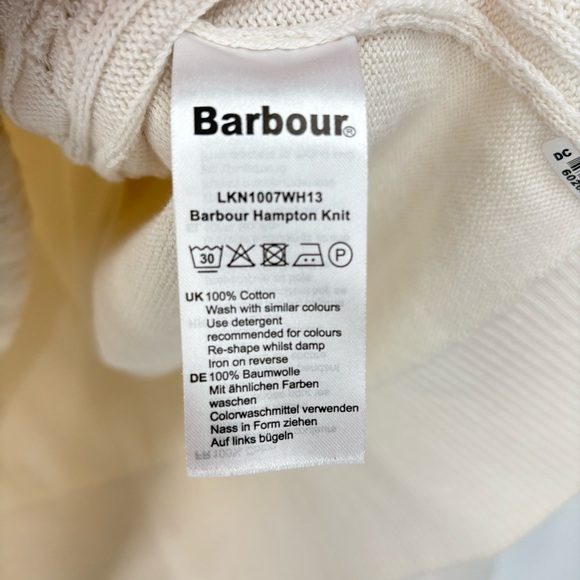 Barbour®
LKN1007WH13
Barbour Hampton Knit
30 P
UK 100% Cotton
Wash with similar colours
Use detergent
recommended for colours
Re-shape whilst damp
Iron on reverse
DE 100% Baumwolle
Mit ähnlichen Farben
waschen
Colorwaschmittel verwenden
Nass in Form ziehen
Auf links bügeln
DC